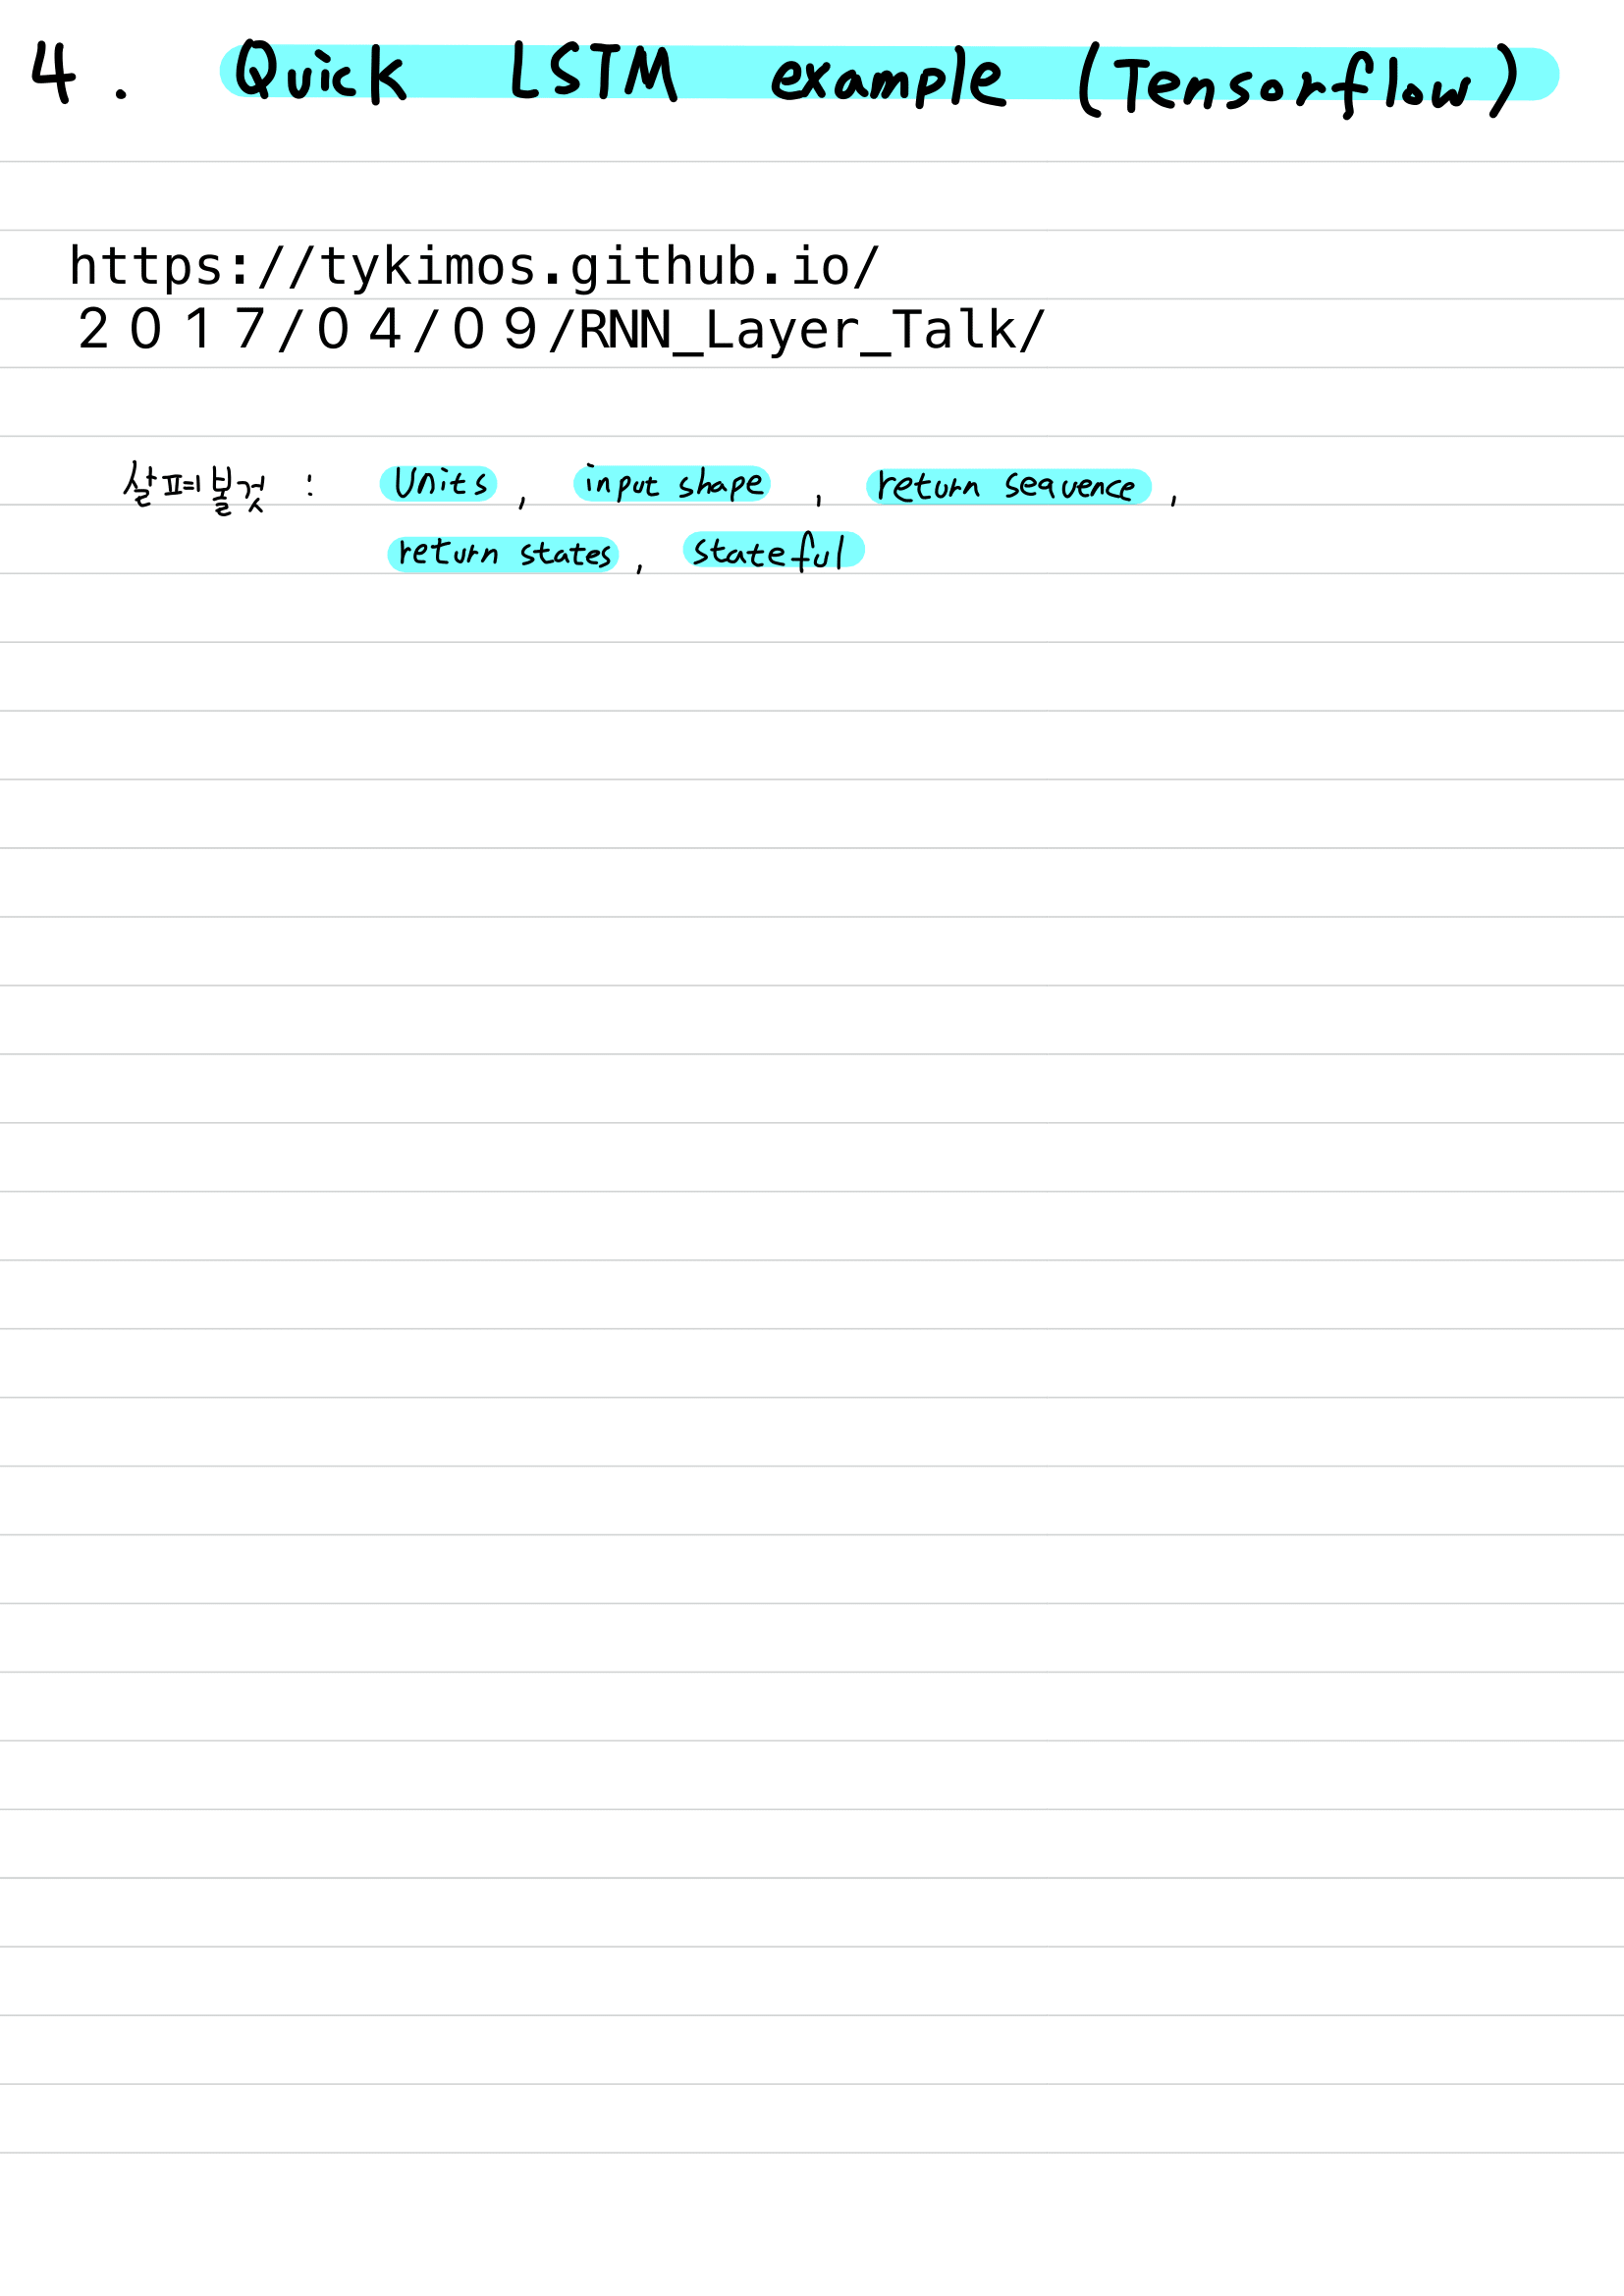 4. Quick LSTM example (Tensorflow)
https://tykimos.github.io/
2017/04/09/RNN_Layer_Talk/
살펴볼것 : Units, input shape, return sequence,
return states, stateful